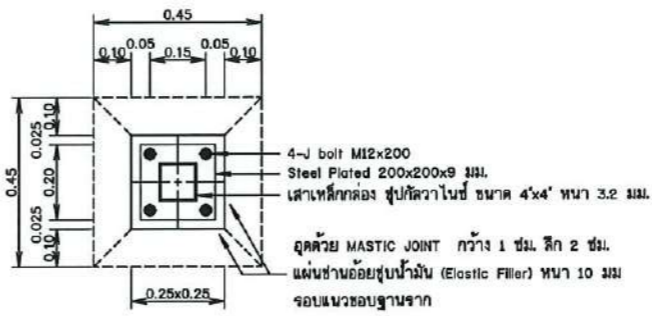 0.45
0.05 0.05
0.10 0.15 0.10
0.45
0.10
0.025
0.20
0.025
0.10
4-J bolt M12x200
Steel Plated 200x200x9 มม.
เสาเหล็กกล่อง ชุปกัลวาไนซ์ ขนาด 4'x4' หนา 3.2 มม.
อุดด้วย MASTIC JOINT กว้าง 1 ซม. ลึก 2 ซม.
แผ่นชานอ้อยชุบน้ำมัน (Elastic Filler) หนา 10 มม
รอบแนวขอบฐานราก
0.25x0.25